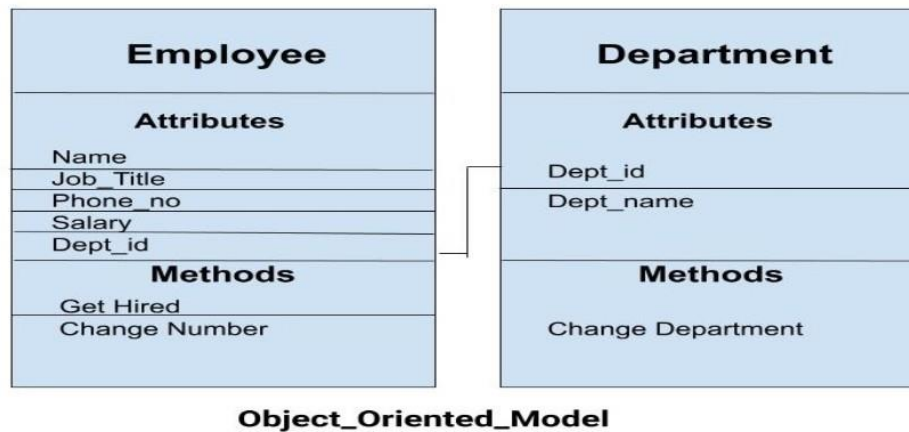 Employee
Attributes
Name
Job_Title
Phone_no
Salary
Dept_id
Methods
Get Hired
Change Number
Department
Attributes
Dept_id
Dept_name
Methods
Change Department
Object_Oriented_Model